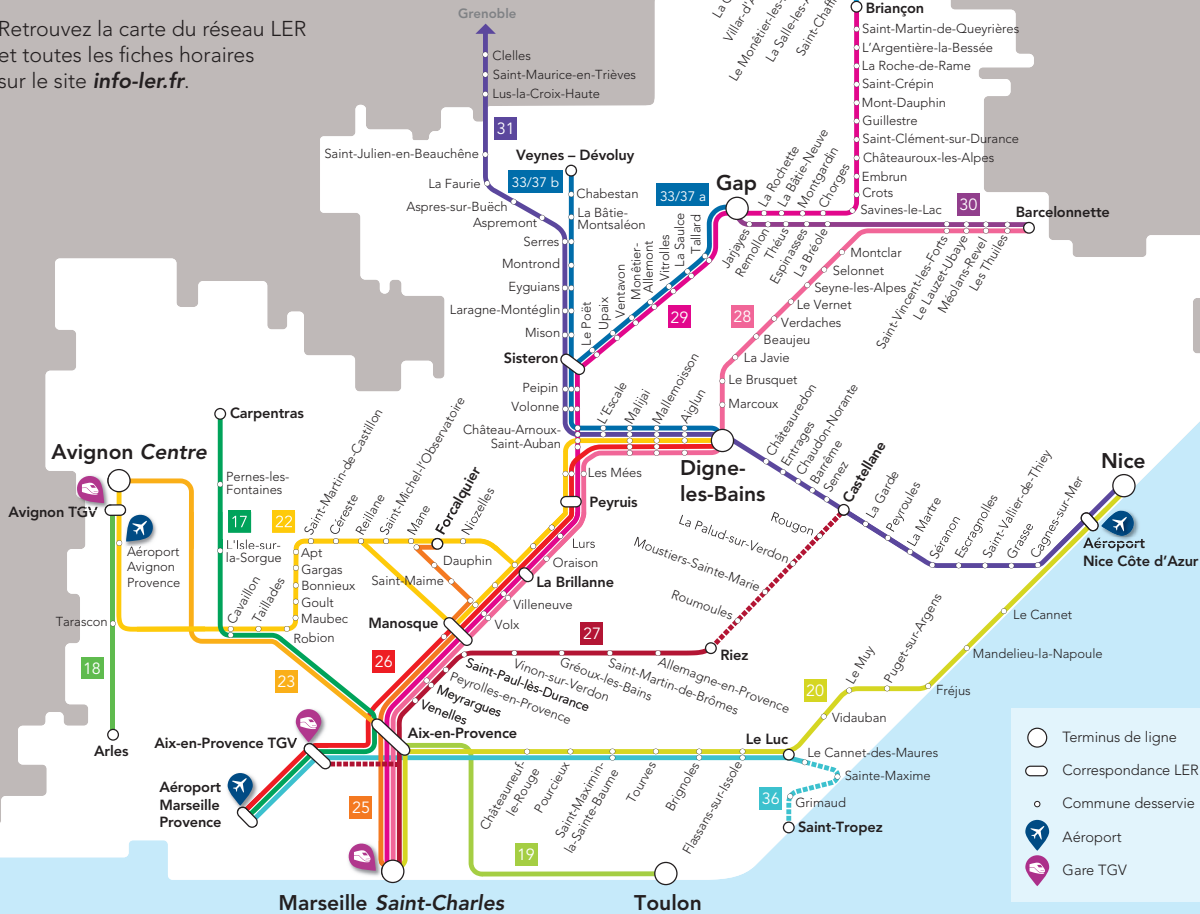 Retrouvez la carte du réseau LER
et toutes les fiches horaires
sur le site info-ler.fr.
Grenoble
Clelles
Saint-Maurice-en-Trièves
Lus-la-Croix-Haute
31
Saint-Julien-en-Beauchêne
La Faurie
Aspres-sur-Buëch
Aspremont
Serres
Montrond
Eyguians
Laragne-Montéglin
Mison
Sisteron
Peipin
Volonne
Château-Arnoux-
Saint-Auban
Veynes – Dévoluy
33/37 b
Chabestan
La Bâtie-
Montsaléon
33/37 a
Le Poët
Upaix
Ventavon
Monêtier-
Allemont
Vitrolles
La Saulce
Tallard
29
Gap
La Rochette
La Bâtie-Neuve
Montgardin
Chorges
Villar-d'A
Le Monêtier-les-
La Salle-les-A
Saint-Chaff
Briançon
Saint-Martin-de-Queyrières
L'Argentière-la-Bessée
La Roche-de-Rame
Saint-Crépin
Mont-Dauphin
Guillestre
Saint-Clément-sur-Durance
Châteauroux-les-Alpes
Embrun
Crots
Savines-le-Lac
30
Barcelonnette
Jarjayes
Remollon
Théus
Espinasses
La Bréole
Saint-Vincent-les-Forts
Le Lauzet-Ubaye
Méolans-Revel
Les Thuiles
28
Montclar
Selonnet
Seyne-les-Alpes
Le Vernet
Verdaches
Beaujeu
La Javie
Le Brusquet
Marcoux
L'Escale
Malijai
Mallemoisson
Aiglun
Digne-
les-Bains
Châteauredon
Entrages
Chaudon-Norante
Barrême
Senez
Castellane
La Garde
Peyroules
La Martre
Séranon
Escragnolles
Saint-Vallier-de-Thiey
Grasse
Cagnes-sur-Mer
Nice
Aéroport
Nice Côte d'Azur
Carpentras
Pernes-les-
Fontaines
17
L'Isle-sur-
la-Sorgue
Cavaillon
Taillades
Robion
Avignon Centre
Avignon TGV
Aéroport
Avignon
Provence
Tarascon
18
Arles
22
Saint-Martin-de-Castillon
Céreste
Reillanne
Saint-Michel-l'Observatoire
Mane
Forcalquier
Niozelles
Apt
Gargas
Bonnieux
Goult
Maubec
Dauphin
Saint-Maime
Les Mées
Peyruis
Lurs
Oraison
La Brillanne
Villeneuve
Volx
Manosque
23
26
27
Saint-Paul-lès-Durance
Peyrolles-en-Provence
Meyrargues
Venelles
Vinon-sur-Verdon
Gréoux-les-Bains
Saint-Martin-de-Brômes
Allemagne-en-Provence
Riez
Roumoules
Moustiers-Sainte-Marie
La Palud-sur-Verdon
Rougon
Aix-en-Provence TGV
Aix-en-Provence
Aéroport
Marseille
Provence
25
Marseille Saint-Charles
19
Toulon
Châteauneuf-
le-Rouge
Pourcieux
Saint-Maximin-
la-Sainte-Baume
Tourves
Brignoles
Flassans-sur-Issole
Le Luc
Le Cannet-des-Maures
Sainte-Maxime
36
Grimaud
Saint-Tropez
20
Vidauban
Le Muy
Puget-sur-Argens
Fréjus
Mandelieu-la-Napoule
Le Cannet
Terminus de ligne
Correspondance LER
Commune desservie
Aéroport
Gare TGV